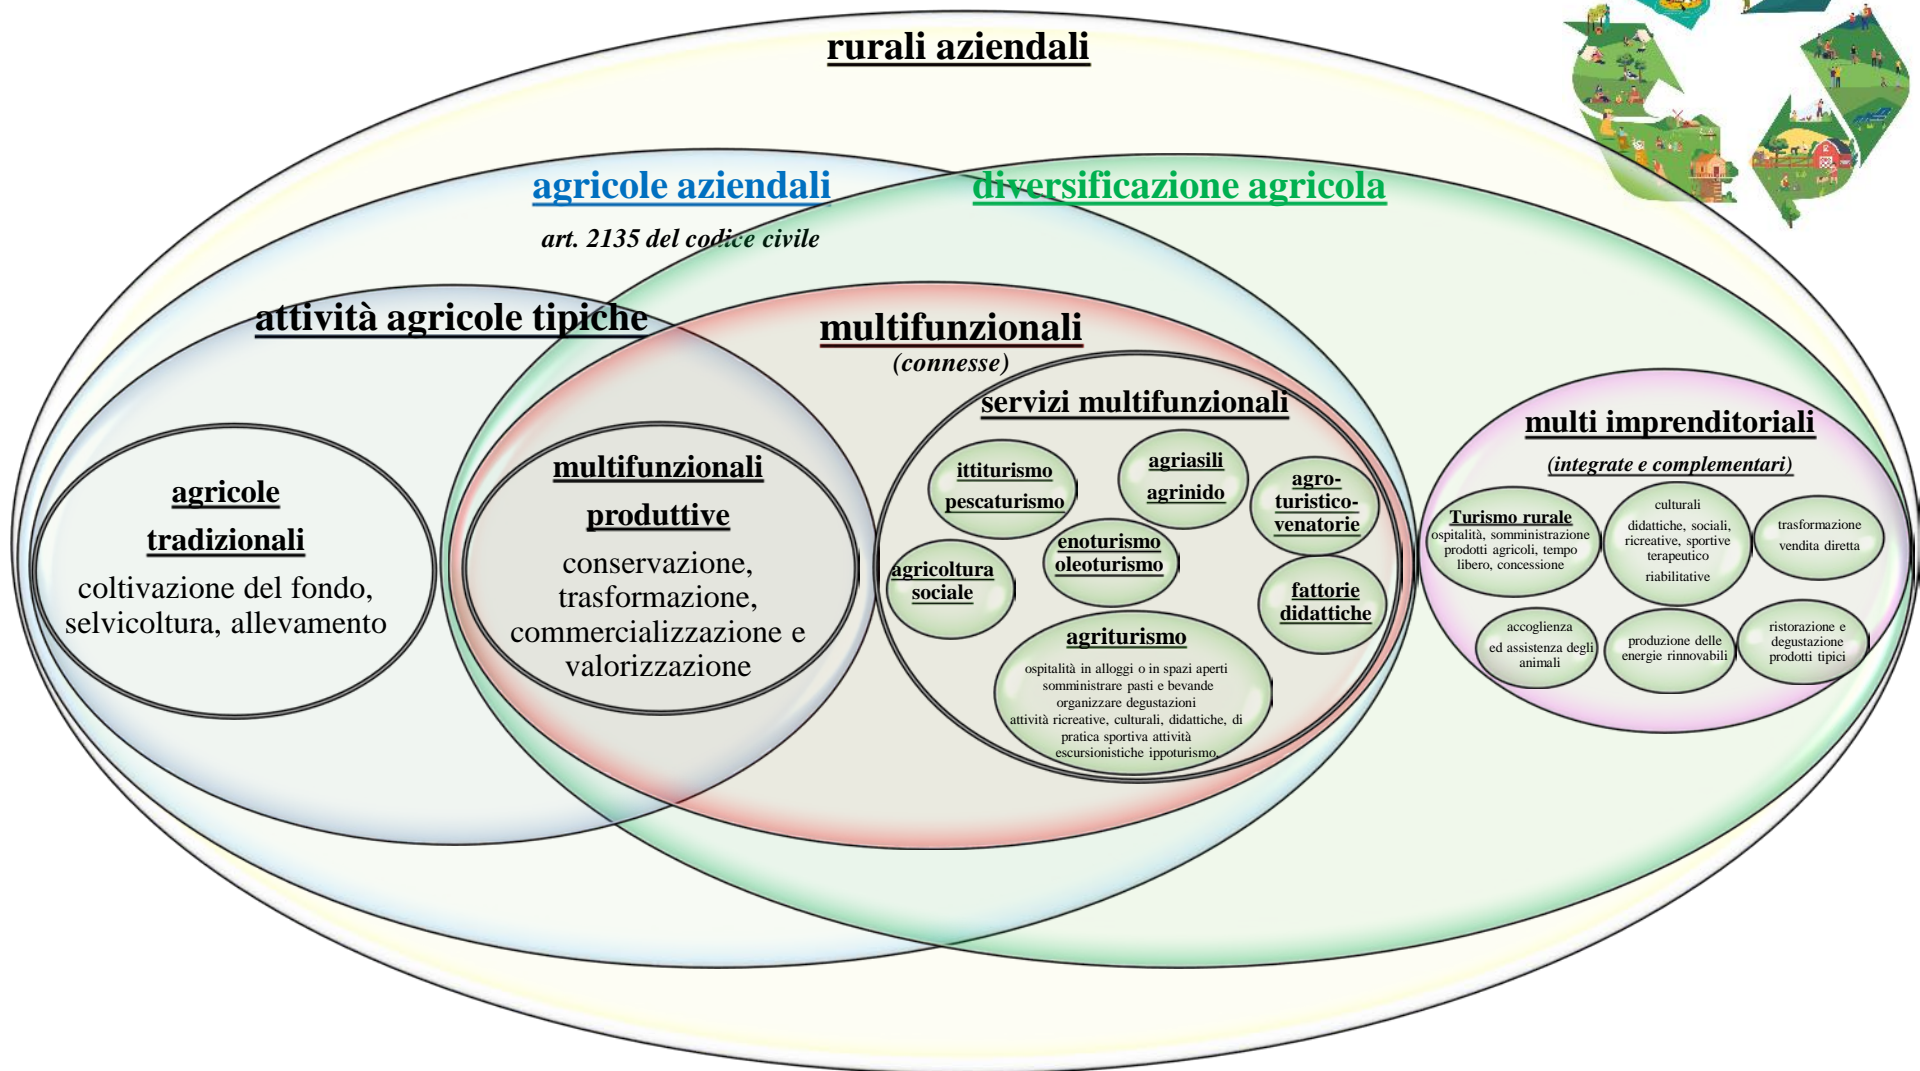 rurali aziendali
agricole aziendali
art. 2135 del codice civile
diversificazione agricola
attività agricole tipiche
multifunzionali
(connesse)
agricole
tradizionali
coltivazione del fondo,
selvicoltura, allevamento
multifunzionali
produttive
conservazione,
trasformazione,
commercializzazione e
valorizzazione
servizi multifunzionali
ittiturismo
pescaturismo
agriasili
agrinido
agro-
turistico-
venatorie
agricoltura
sociale
enoturismo
oleoturismo
fattorie
didattiche
agriturismo
ospitalità in alloggi o in spazi aperti
somministrare pasti e bevande
organizzare degustazioni
attività ricreative, culturali, didattiche, di
pratica sportiva attività
escursionistiche ippoturismo.
multi imprenditoriali
(integrate e complementari)
Turismo rurale
ospitalità, somministrazione
prodotti agricoli, tempo
libero, concessione
culturali
didattiche, sociali,
ricreative, sportive
terapeutico
riabilitative
trasformazione
vendita diretta
accoglienza
ed assistenza degli
animali
produzione delle
energie rinnovabili
ristorazione e
degustazione
prodotti tipici